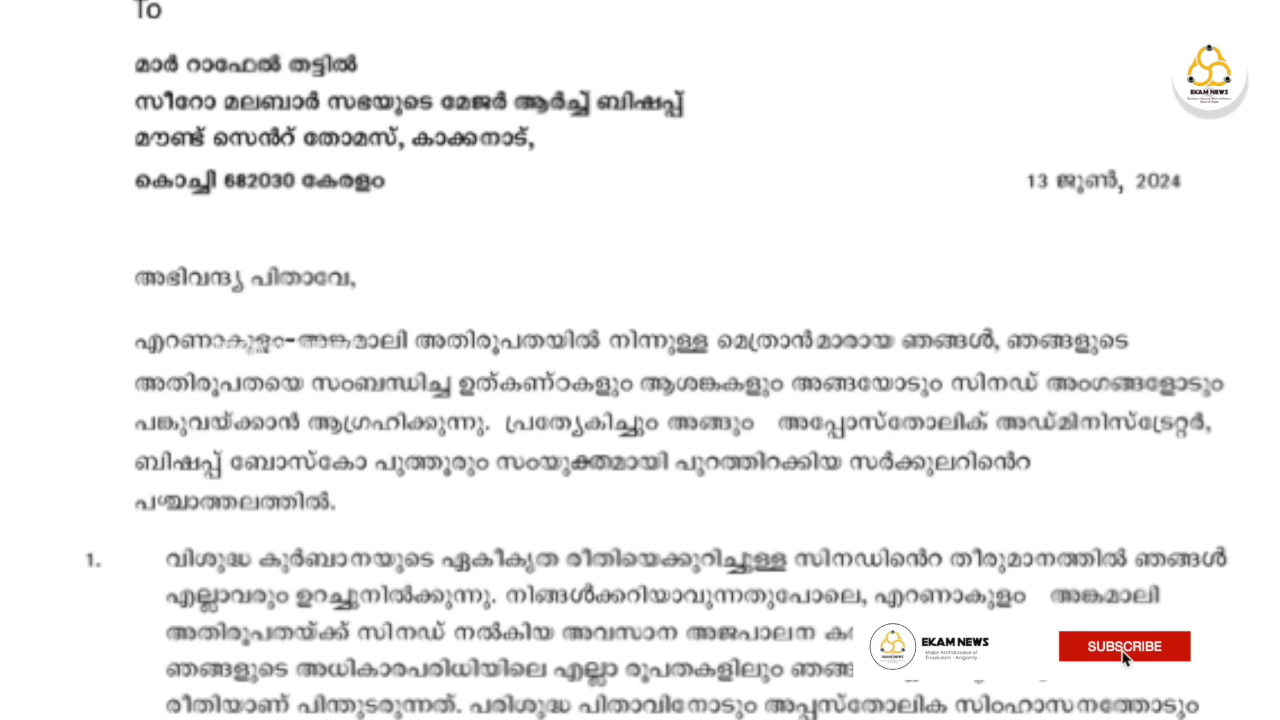 To
മാർ റാഫേൽ തട്ടിൽ
സീറോ മലബാർ സഭയുടെ മേജർ ആർച്ച് ബിഷപ്പ്
മൗണ്ട് സെൻറ് തോമസ്, കാക്കനാട്,
കൊച്ചി 682030 കേരളം
13 ജൂൺ, 2024
അഭിവന്ദ്യ പിതാവേ,
എറണാകുളം-അങ്കമാലി അതിരൂപതയിൽ നിന്നുള്ള മെത്രാൻമാരായ ഞങ്ങൾ, ഞങ്ങളുടെ
അതിരൂപതയെ സംബന്ധിച്ച ഉത്കണ്ഠകളും ആശങ്കകളും അങ്ങയോടും സിനഡ് അംഗങ്ങളോടും
പങ്കുവയ്ക്കാൻ ആഗ്രഹിക്കുന്നു. പ്രത്യേകിച്ചും അങ്ങും അപ്പോസ്തോലിക് അഡ്മിനിസ്ട്രേറ്റർ,
ബിഷപ്പ് ബോസ്കോ പുത്തൂരും സംയുക്തമായി പുറത്തിറക്കിയ സർക്കുലറിൻെറ
പശ്ചാത്തലത്തിൽ.
1. വിശുദ്ധ കുർബാനയുടെ ഏകീകൃത രീതിയെക്കുറിച്ചുള്ള സിനഡിൻെറ തീരുമാനത്തിൽ ഞങ്ങൾ
എല്ലാവരും ഉറച്ചുനിൽക്കുന്നു. നിങ്ങൾക്കറിയാവുന്നതുപോലെ, എറണാകുളം അങ്കമാലി
അതിരൂപതയ്ക്ക് സിനഡ് നൽകിയ അവസാന അജപാലന
ഞങ്ങളുടെ അധികാരപരിധിയിലെ എല്ലാ രൂപതകളിലും
രീതിയാണ് പിന്തുടരുന്നത്. പരിശുദ്ധ പിതാവിനോടും അപ്പസ്തോലിക സിംഹാസനത്തോടും
EKAM NEWS
EKAM NEWS
Major Archdiocese of
Ernakulam - Angamaly
SUBSCRIBE